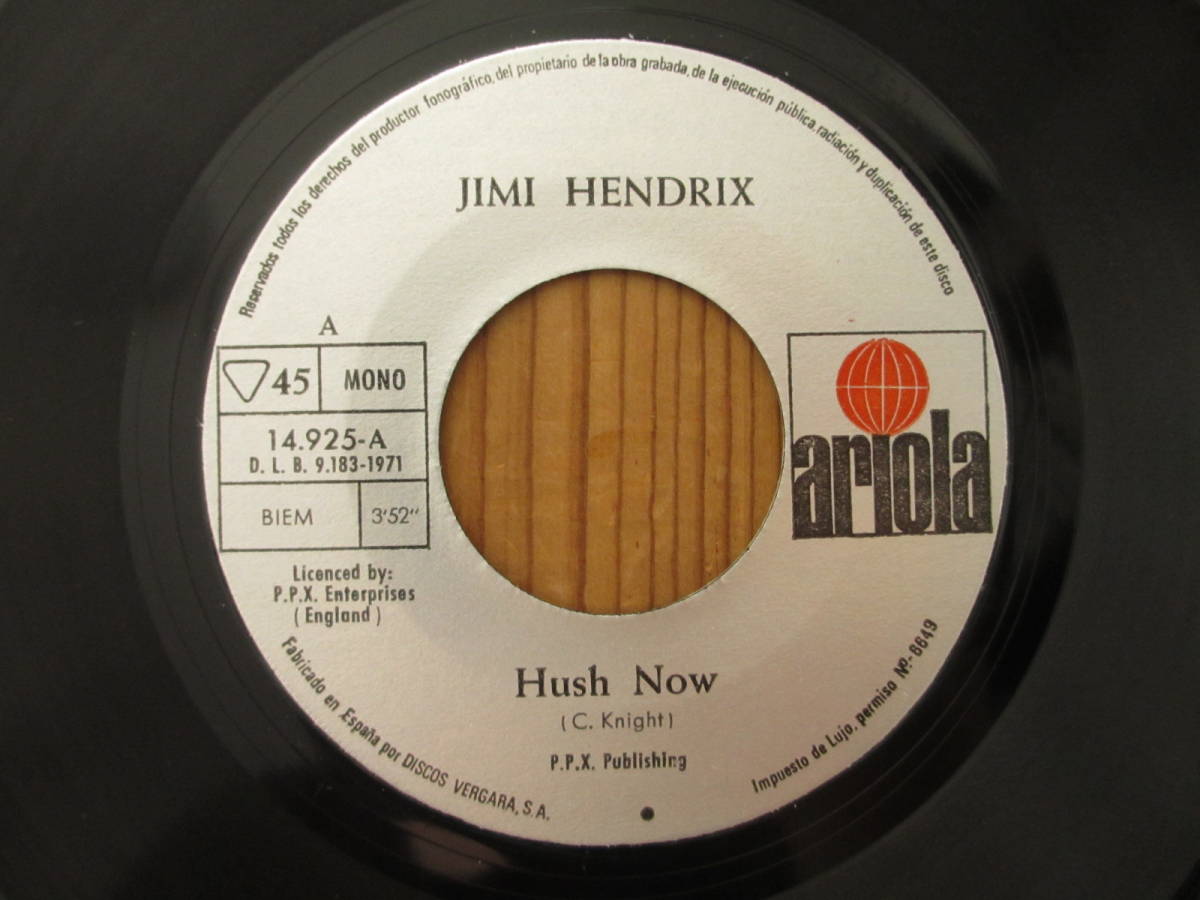 Reservados todos los derechos del productor fonográfico, del propietario de la obra grabada, de la ejecución pública, radiación y duplicación de este disco
JIMI HENDRIX
A
45
MONO
14.925-A
D. L. B. 9.183-1971
BIEM
3'52"
Licenced by:
P.P.X. Enterprises
( England )
ariola
Hush Now
( C. Knight )
P.P.X. Publishing
Fabricado en España por DISCOS VERGARA, S.A.
Impuesto de Lujo, permiso Nº.-6649